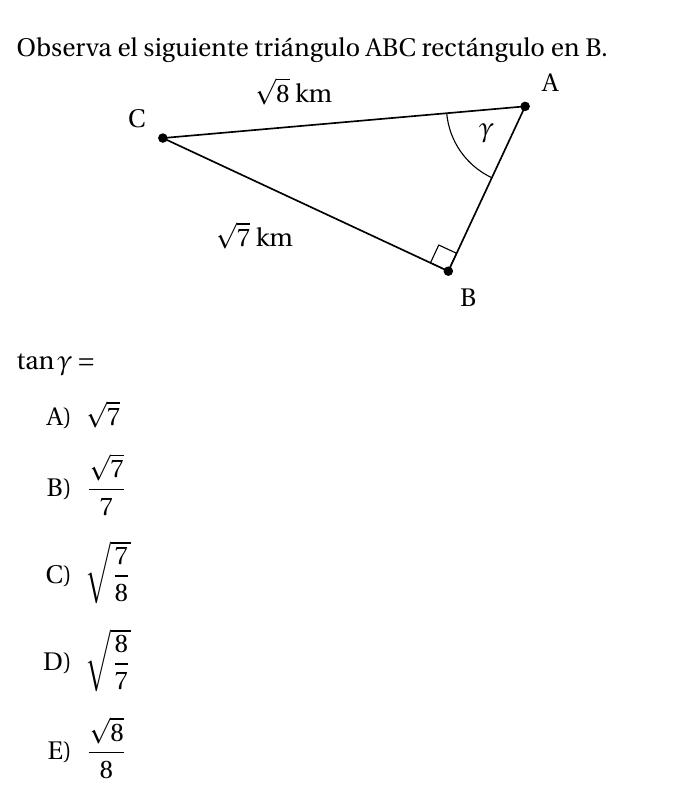 Observa el siguiente triángulo ABC rectángulo en B.
A
√8 km
C
γ
√7 km
B
tan γ =
A) √7
B) √7/7
C) √(7/8)
D) √(8/7)
E) √8/8